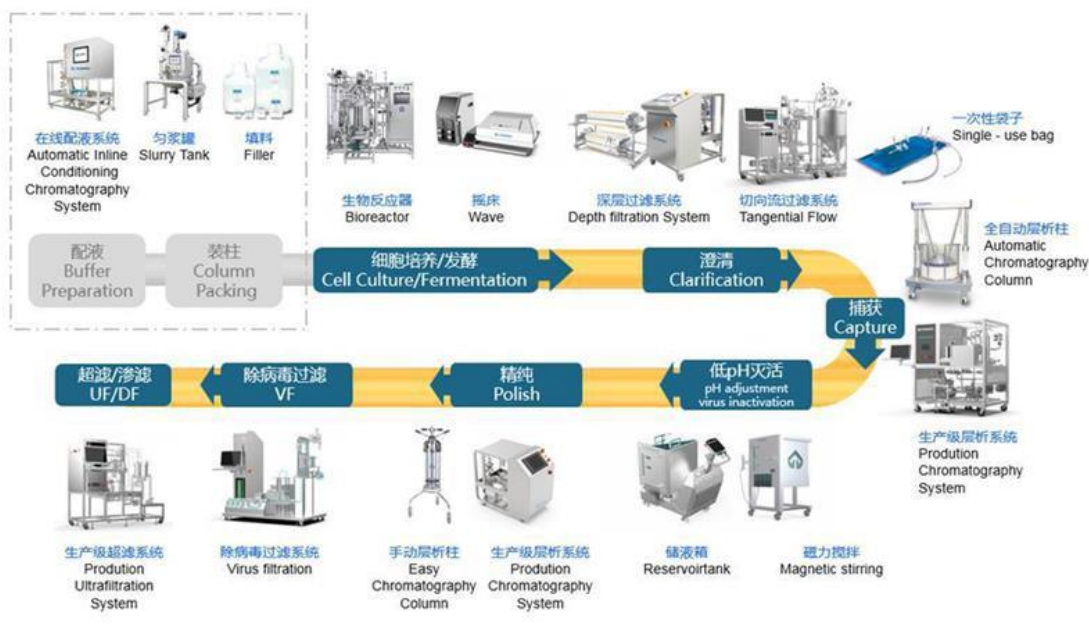 在线配液系统
Automatic Inline
Conditioning
Chromatography
System
匀浆罐
Slurry Tank
填料
Filler
生物反应器
Bioreactor
摇床
Wave
深层过滤系统
Depth filtration System
切向流过滤系统
Tangential Flow
一次性袋子
Single - use bag
全自动层析柱
Automatic
Chromatography
Column
配液
Buffer
Preparation
装柱
Column
Packing
细胞培养/发酵
Cell Culture/Fermentation
澄清
Clarification
捕获
Capture
超滤/渗滤
UF/DF
除病毒过滤
VF
精纯
Polish
低pH灭活
pH adjustment
virus inactivation
生产级层析系统
Prodution
Chromatography
System
生产级超滤系统
Prodution
Ultrafiltration
System
除病毒过滤系统
Virus filtration
手动层析柱
Easy
Chromatography
Column
生产级层析系统
Prodution
Chromatography
System
储液箱
Reservoirtank
磁力搅拌
Magnetic stirring